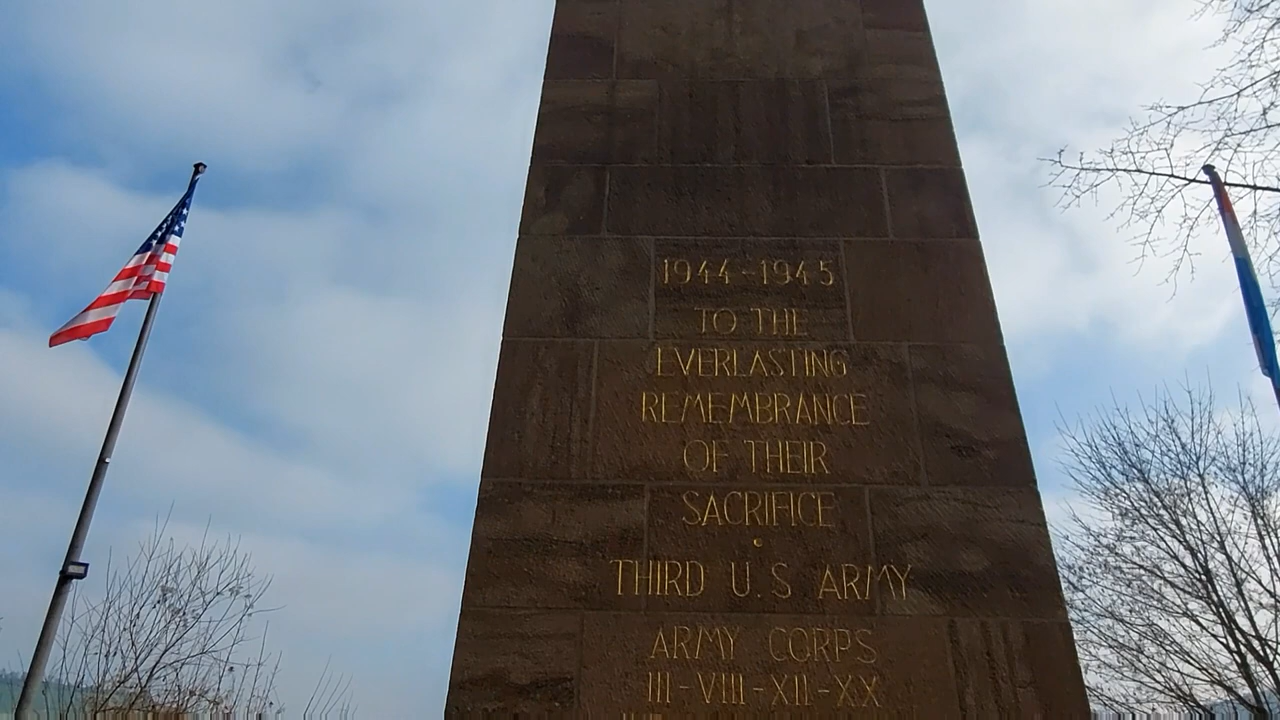 1944-1945
TO THE
EVERLASTING
REMEMBRANCE
OF THEIR
SACRIFICE
THIRD U.S ARMY
ARMY CORPS
III-VIII-XII-XX